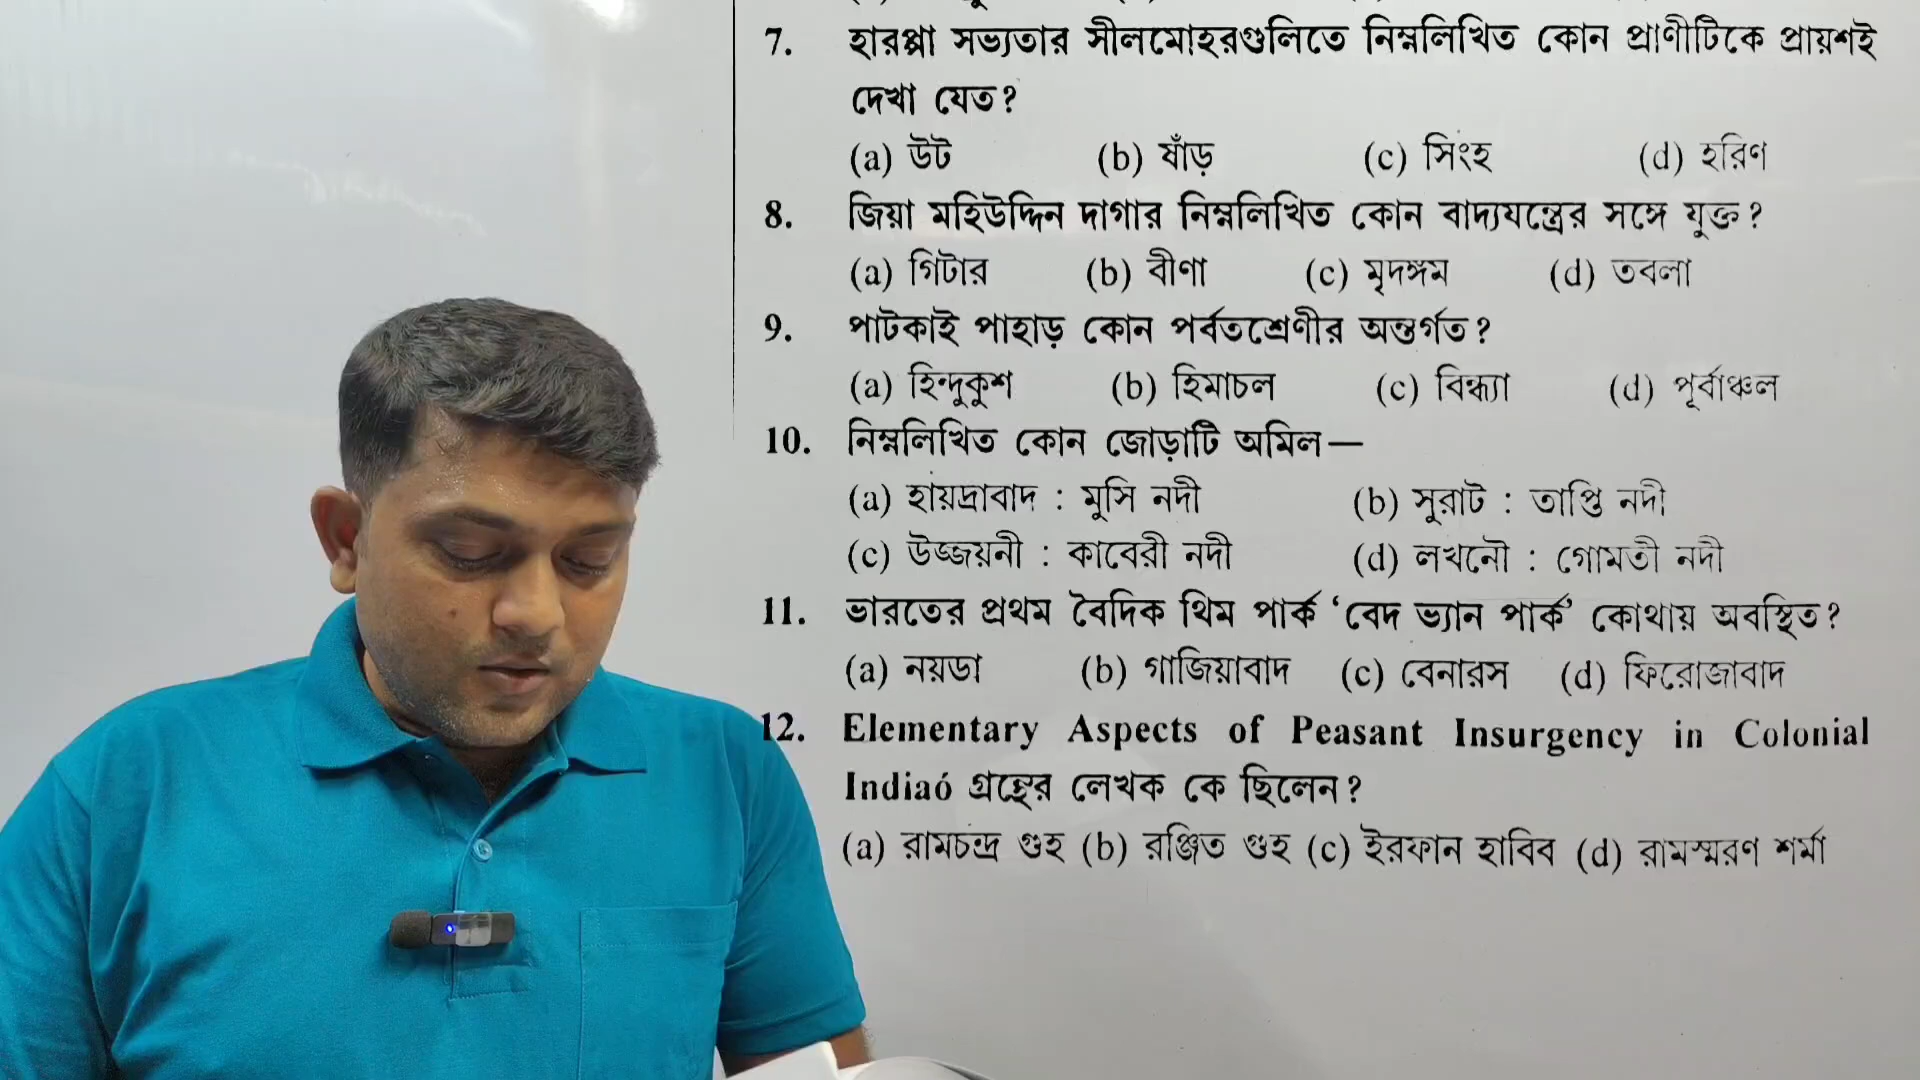 7. হারপ্পা সভ্যতার সীলমোহরগুলিতে নিম্নলিখিত কোন প্রাণীটিকে প্রায়শই
দেখা যেত?
(a) উট (b) ষাঁড় (c) সিংহ (d) হরিণ
8. জিয়া মহিউদ্দিন দাগার নিম্নলিখিত কোন বাদ্যযন্ত্রের সঙ্গে যুক্ত?
(a) গিটার (b) বীণা (c) মৃদঙ্গম (d) তবলা
9. পাটকাই পাহাড় কোন পর্বতশ্রেণীর অন্তর্গত?
(a) হিন্দুকুশ (b) হিমাচল (c) বিন্ধ্যা (d) পূর্বাঞ্চল
10. নিম্নলিখিত কোন জোড়াটি অমিল—
(a) হায়দ্রাবাদ : মুসি নদী (b) সুরাট : তাপ্তি নদী
(c) উজ্জয়নী : কাবেরী নদী (d) লখনৌ : গোমতী নদী
11. ভারতের প্রথম বৈদিক থিম পার্ক ‘বেদ ভ্যান পার্ক’ কোথায় অবস্থিত?
(a) নয়ডা (b) গাজিয়াবাদ (c) বেনারস (d) ফিরোজাবাদ
12. Elementary Aspects of Peasant Insurgency in Colonial
Indiaó গ্রন্থের লেখক কে ছিলেন?
(a) রামচন্দ্র গুহ (b) রঞ্জিত গুহ (c) ইরফান হাবিব (d) রামস্মরণ শর্মা